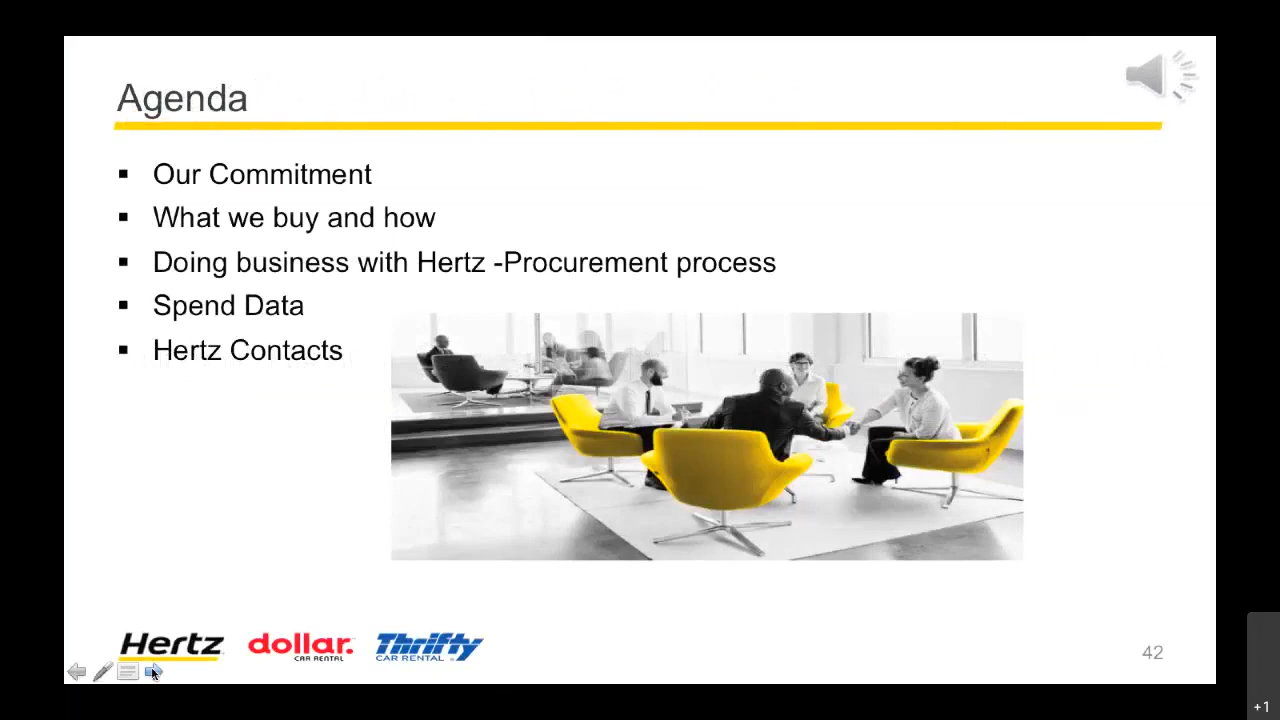 Agenda
▪ Our Commitment
▪ What we buy and how
▪ Doing business with Hertz -Procurement process
▪ Spend Data
▪ Hertz Contacts
Hertz
dollar.
CAR RENTAL
Thrifty
CAR RENTAL
42
+1